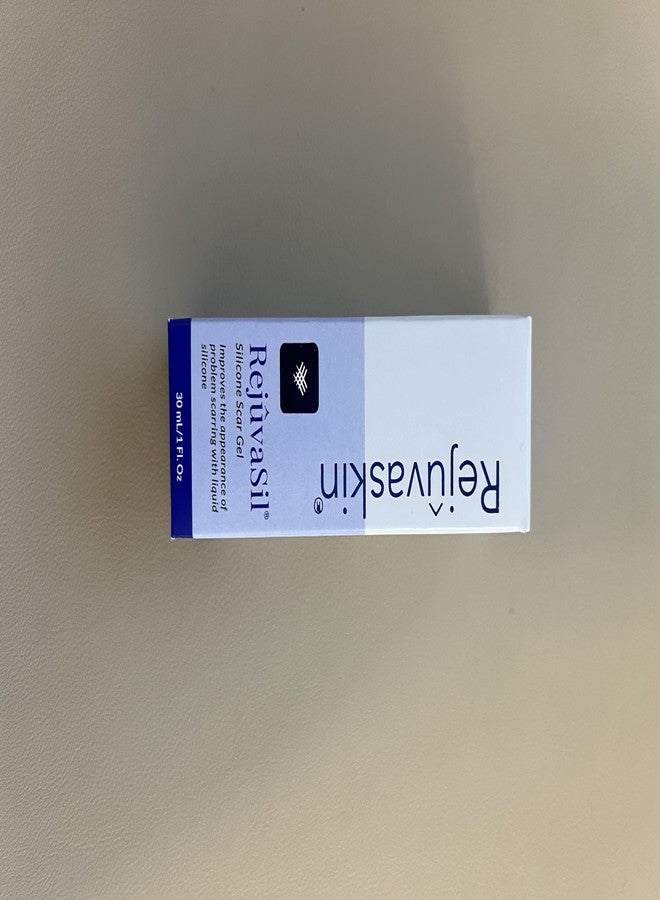 Rejûvaskin®
RejûvaSil®
Silicone Scar Gel
Improves the appearance of
problem scarring with liquid
silicone
30 mL/1 Fl. Oz